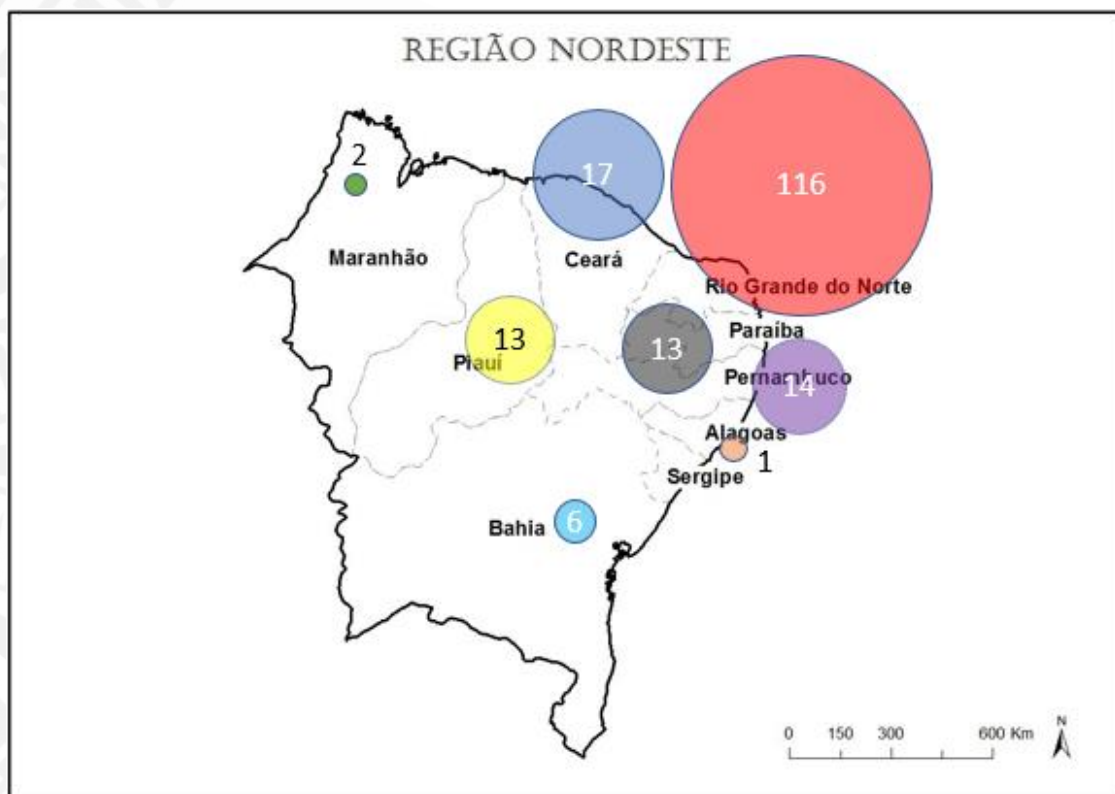 REGIÃO NORDESTE
2
17
116
Maranhão
Ceará
Rio Grande do Norte
Paraíba
13
13
Piauí
Pernambuco
14
Alagoas
1
Sergipe
6
Bahia
N
0 150 300 600 Km